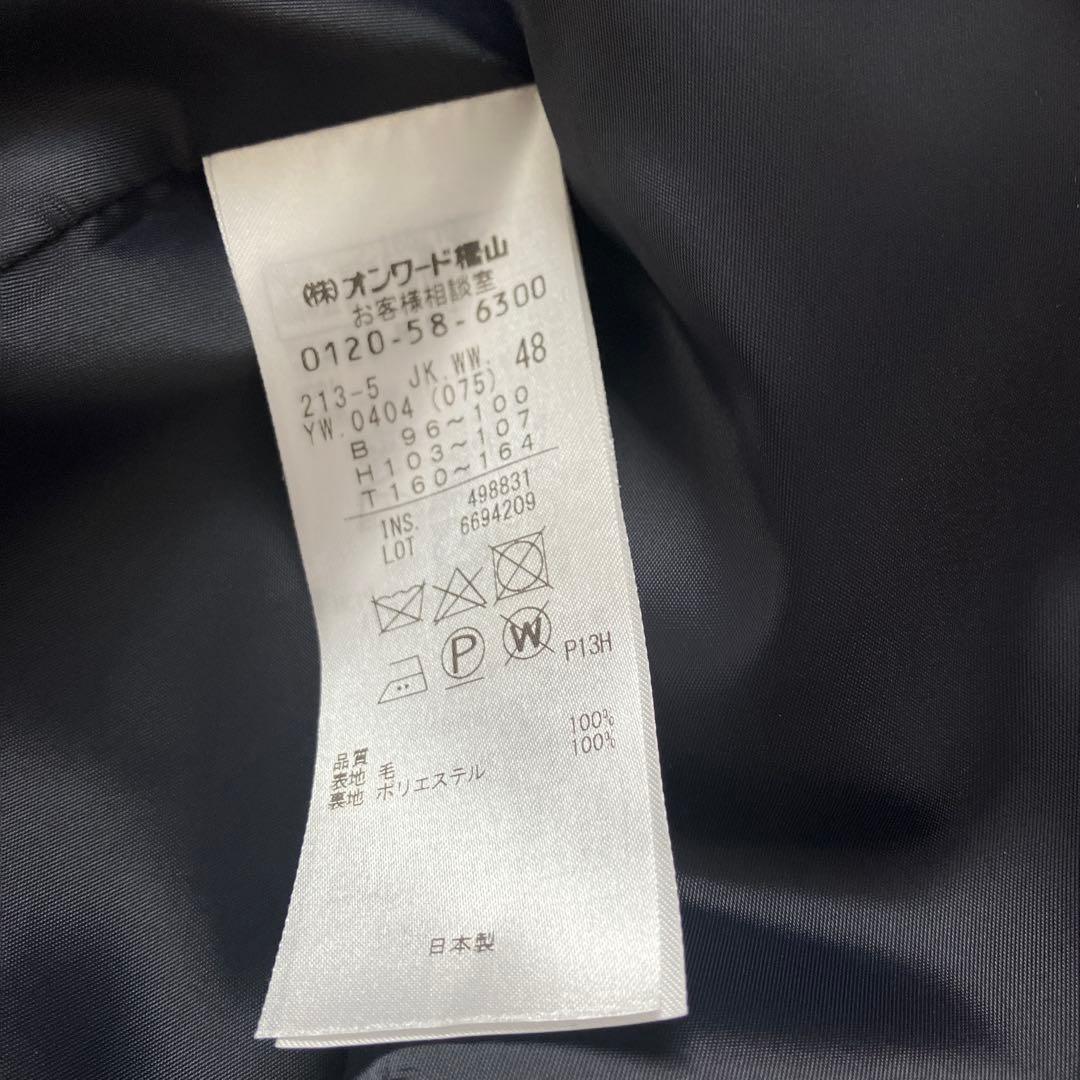 (株)オンワード樫山
お客様相談室
0120-58-6300
213-5 JK.WW. 48
YW.0404 (075)
B 96~100
H 103~107
T 160~164
INS. 498831
LOT 6694209
P W P13H
品質
表地 毛 100%
裏地 ポリエステル 100%
日本製